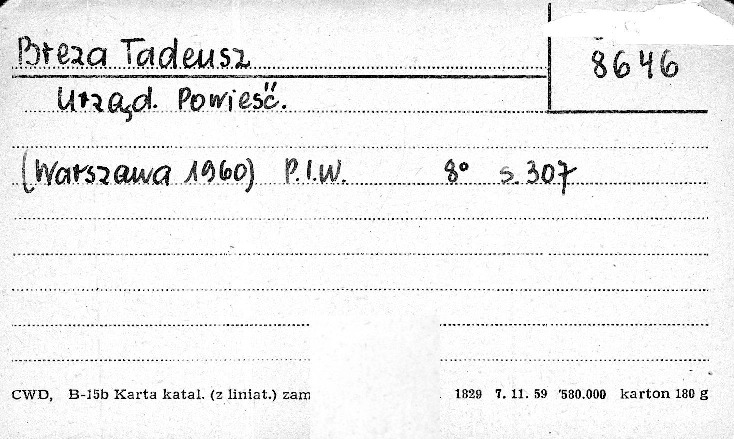 Breza Tadeusz
8646
Urząd. Powieść.
(Warszawa 1960) P.I.W. 8° s. 307
CWD, B-15b Karta katal. (z liniat.) zam 1829 7. 11. 59 580.000 karton 180 g